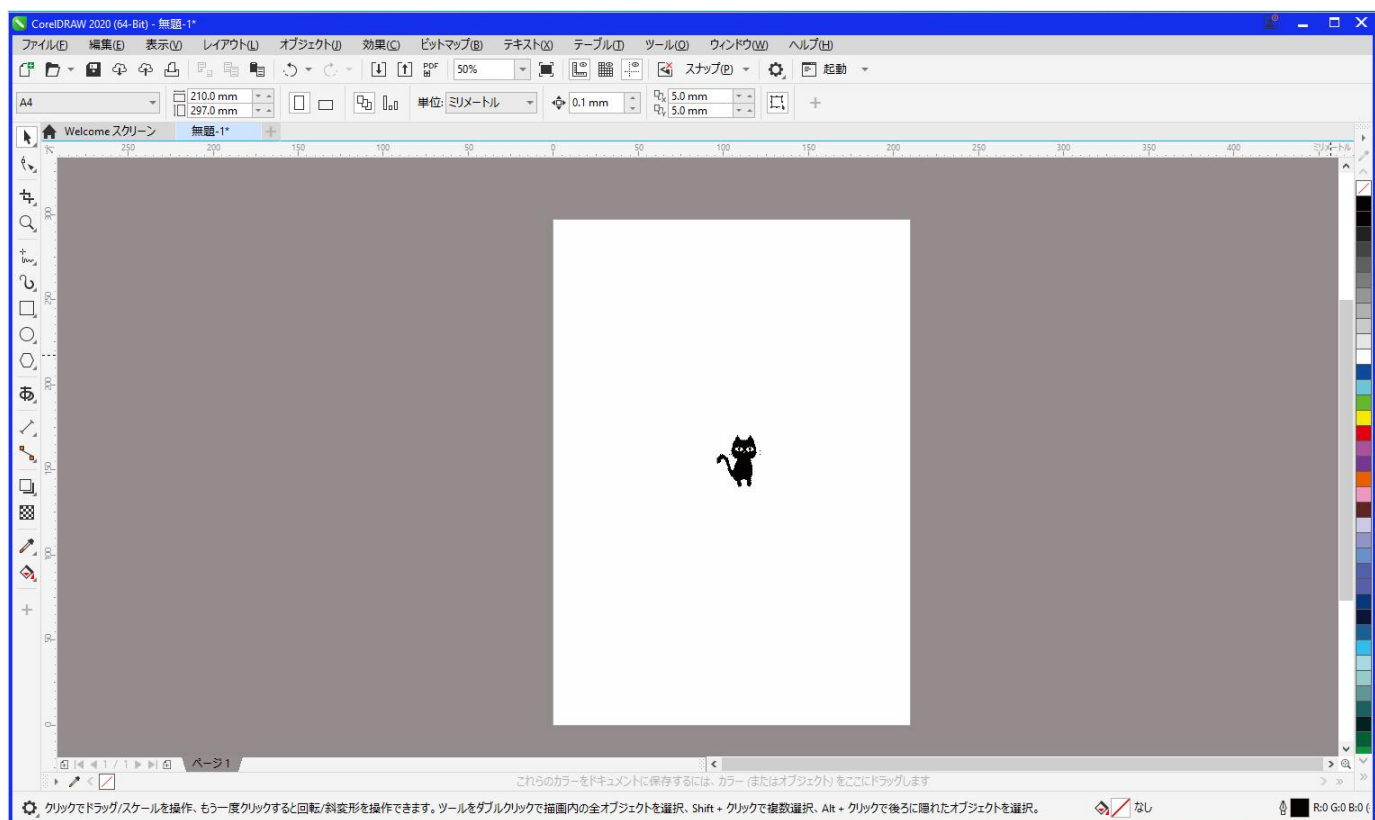 CorelDRAW 2020 (64-Bit) - 無題-1*
ファイル(F) 編集(E) 表示(V) レイアウト(L) オブジェクト(J) 効果(C) ビットマップ(B) テキスト(X) テーブル(T) ツール(O) ウィンドウ(W) ヘルプ(H)
PDF 50% スナップ(P) 起動
A4 210.0 mm 単位: ミリメートル 0.1 mm 5.0 mm
297.0 mm 5.0 mm
Welcome スクリーン 無題-1*
250 200 150 100 50 0 50 100 150 200 250 300 350 400 ミリメートル
300
250
200
あ
150
100
50
0
1 / 1 ページ 1
これらのカラーをドキュメントに保存するには、カラー (またはオブジェクト) をここにドラッグします
クリックでドラッグ/スケールを操作、もう一度クリックすると回転/斜変形を操作できます。ツールをダブルクリックで描画内の全オブジェクトを選択、Shift + クリックで複数選択、Alt + クリックで後ろに隠れたオブジェクトを選択。 なし R:0 G:0 B:0 (